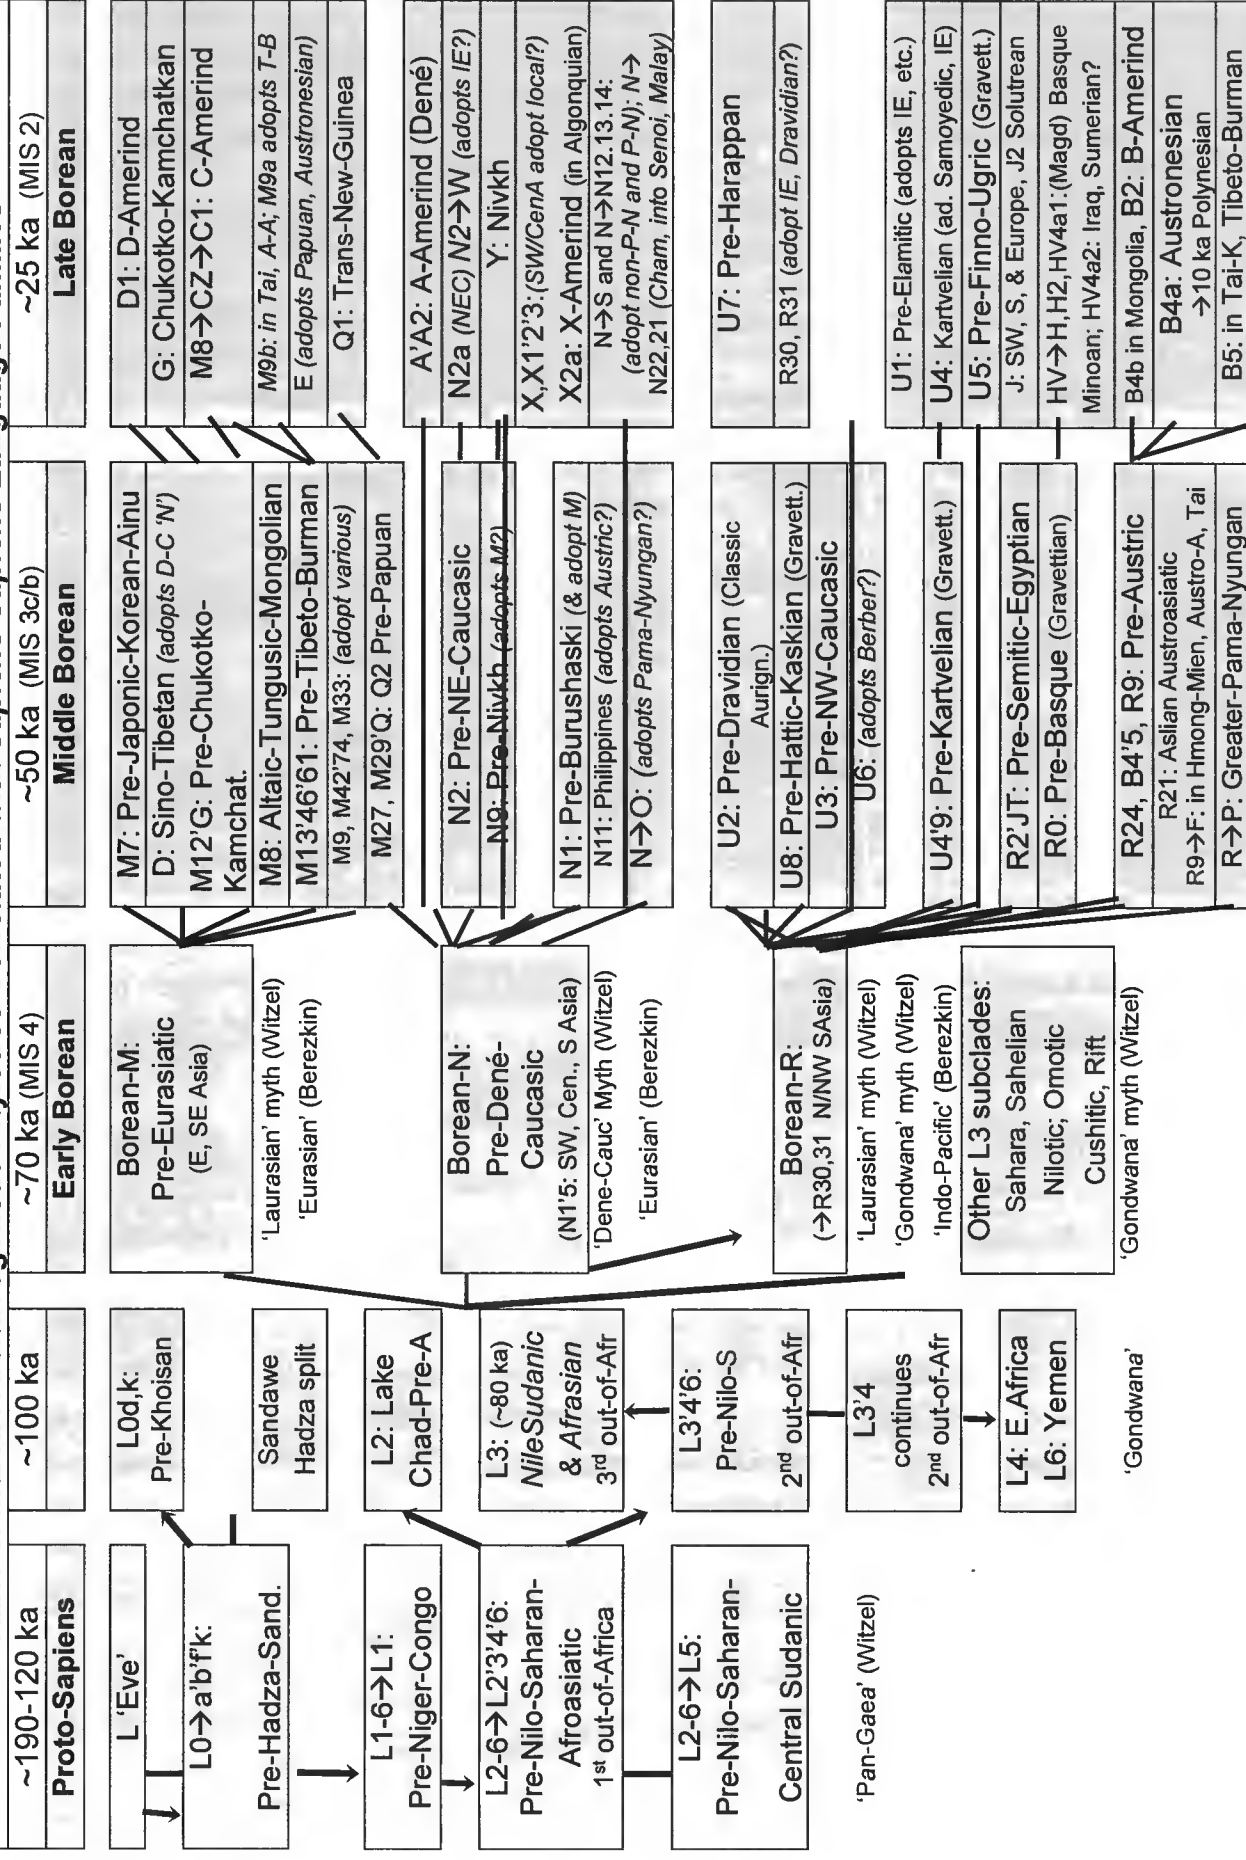 ~190-120 ka
Proto-Sapiens
L 'Eve'
L0→a'b'f'k:
Pre-Hadza-Sand.
L1-6→L1:
Pre-Niger-Congo
L2-6→L2'3'4'6:
Pre-Nilo-Saharan-
Afroasiatic
1st out-of-Africa
L2-6→L5:
Pre-Nilo-Saharan-
Central Sudanic
'Pan-Gaea' (Witzel)
~100 ka
L0d,k:
Pre-Khoisan
Sandawe
Hadza split
L2: Lake
Chad-Pre-A
L3: (~80 ka)
NileSudanic
& Afrasian
3rd out-of-Afr
L3'4'6:
Pre-Nilo-S
2nd out-of-Afr
L3'4
continues
2nd out-of-Afr
L4: E.Africa
L6: Yemen
'Gondwana'
~70 ka (MIS 4)
Early Borean
Borean-M:
Pre-Eurasiatic
(E, SE Asia)
'Laurasian' myth (Witzel)
'Eurasian' (Berezkin)
Borean-N:
Pre-Dené-
Caucasic
(N1'5: SW, Cen., S Asia)
'Dene-Cauc' Myth (Witzel)
'Eurasian' (Berezkin)
Borean-R:
(→R30,31 N/NW SAsia)
'Laurasian' myth (Witzel)
'Gondwana' myth (Witzel)
'Indo-Pacific' (Berezkin)
Other L3 subclades:
Sahara, Sahelian
Nilotic; Omotic
Cushitic, Rift
'Gondwana' myth (Witzel)
~50 ka (MIS 3c/b)
Middle Borean
M7: Pre-Japonic-Korean-Ainu
D: Sino-Tibetan (adopts D-C 'N')
M12'G: Pre-Chukotko-
Kamchat.
M8: Altaic-Tungusic-Mongolian
M13'46'61: Pre-Tibeto-Burman
M9, M42'74, M33: (adopt various)
M27, M29'Q: Q2 Pre-Papuan
N2: Pre-NE-Caucasic
N9: Pre-Nivkh (adopts M?)
N1: Pre-Burushaski (& adopt M)
N11: Philippines (adopts Austric?)
N→O: (adopts Pama-Nyungan?)
U2: Pre-Dravidian (Classic
Aurign.)
U8: Pre-Hattic-Kaskian (Gravett.)
U3: Pre-NW-Caucasic
U6: (adopts Berber?)
U4'9: Pre-Kartvelian (Gravett.)
R2'JT: Pre-Semitic-Egyptian
R0: Pre-Basque (Gravettian)
R24, B4'5, R9: Pre-Austric
R21: Aslian Austroasiatic
R9→F: in Hmong-Mien, Austro-A, Tai
R→P: Greater-Pama-Nyungan
~25 ka (MIS 2)
Late Borean
D1: D-Amerind
G: Chukotko-Kamchatkan
M8→CZ→C1: C-Amerind
M9b: in Tai, A-A; M9a adopts T-B
E (adopts Papuan, Austronesian)
Q1: Trans-New-Guinea
A'A2: A-Amerind (Dené)
N2a (NEC) N2→W (adopts IE?)
Y: Nivkh
X,X1'2'3:(SW/CenA adopt local?)
X2a: X-Amerind (in Algonquian)
N→S and N→N12.13.14:
(adopt non-P-N and P-N); N→
N22,21 (Cham, into Senoi, Malay)
U7: Pre-Harappan
R30, R31 (adopt IE, Dravidian?)
U1: Pre-Elamitic (adopts IE, etc.)
U4: Kartvelian (ad. Samoyedic, IE)
U5: Pre-Finno-Ugric (Gravett.)
J: SW, S, & Europe, J2 Solutrean
HV→H,H2,HV4a1:(Magd) Basque
Minoan; HV4a2: Iraq, Sumerian?
B4b in Mongolia, B2: B-Amerind
B4a: Austronesian
→10 ka Polynesian
B5: in Tai-K, Tibeto-Burman